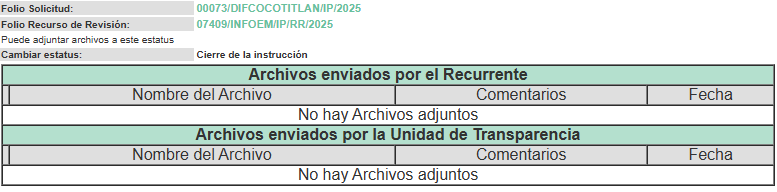 Folio Solicitud: 00073/DIFCOCOTITLAN/IP/2025
Folio Recurso de Revisión: 07409/INFOEM/IP/RR/2025
Puede adjuntar archivos a este estatus
Cambiar estatus: Cierre de la instrucción
Archivos enviados por el Recurrente
Nombre del Archivo Comentarios Fecha
No hay Archivos adjuntos
Archivos enviados por la Unidad de Transparencia
Nombre del Archivo Comentarios Fecha
No hay Archivos adjuntos